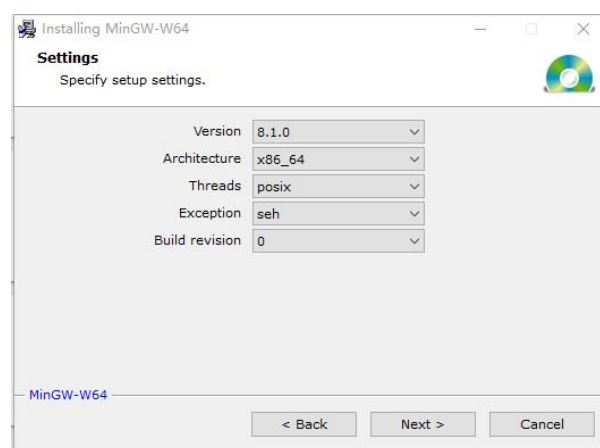 Installing MinGW-W64
Settings
Specify setup settings.
Version 8.1.0
Architecture x86_64
Threads posix
Exception seh
Build revision 0
MinGW-W64
< Back Next > Cancel